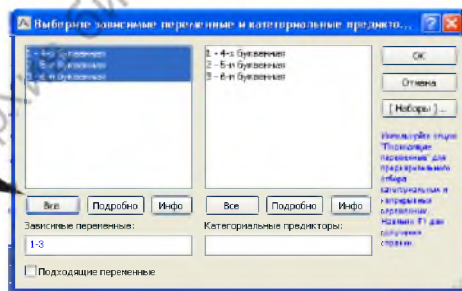 Выберите зависимые переменные и категориальные предикто...
1 - 4-х буквенная
2 - 5-и буквенная
3 - 6-и буквенная
1 - 4-х буквенная
2 - 5-и буквенная
3 - 6-и буквенная
OK
Отмена
[Наборы]...
Используйте опцию
"Подходящие
переменные" для
предварительного
отбора
категориальных и
непрерывных
переменных.
Нажмите F1 для
получения
справки.
Все
Подробно
Инфо
Все
Подробно
Инфо
Зависимые переменные:
Категориальные предикторы:
1-3
Подходящие переменные